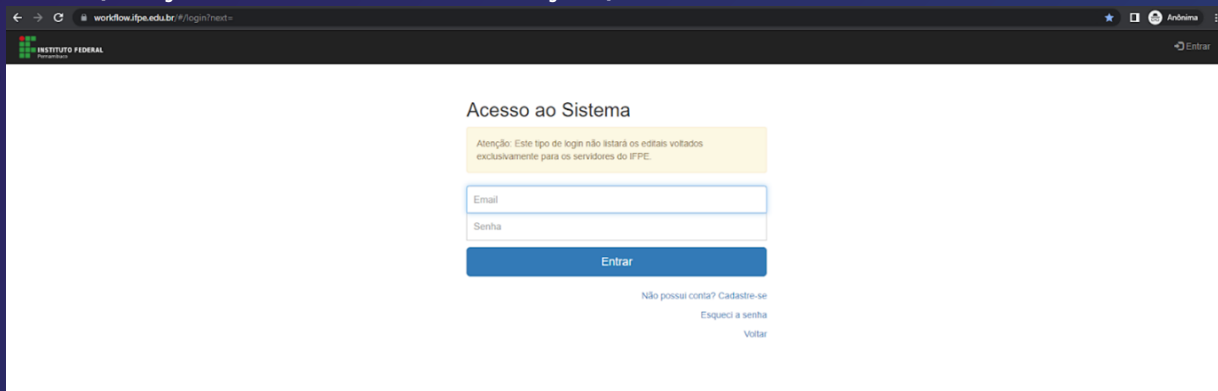 workflow.ifpe.edu.br/#/login?next=
Anônima
INSTITUTO FEDERAL
Pernambuco
Entrar
Acesso ao Sistema
Atenção: Este tipo de login não listará os editais voltados
exclusivamente para os servidores do IFPE.
Email
Senha
Entrar
Não possui conta? Cadastre-se
Esqueci a senha
Voltar